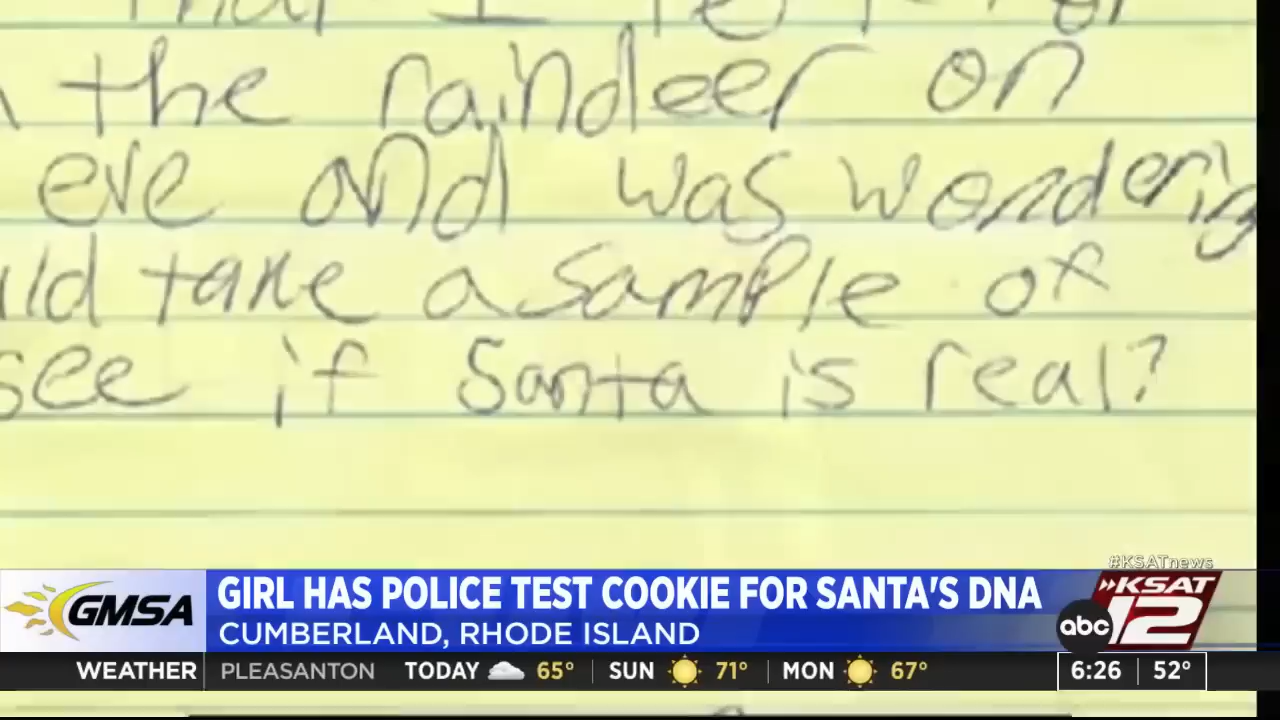 the raindeer on
eve and was wonderig
take a sample of
see if Santa is real?
#KSATnews
GMSA
GIRL HAS POLICE TEST COOKIE FOR SANTA'S DNA
CUMBERLAND, RHODE ISLAND
abc KSAT 12
WEATHER PLEASANTON TODAY 65° SUN 71° MON 67° 6:26 52°